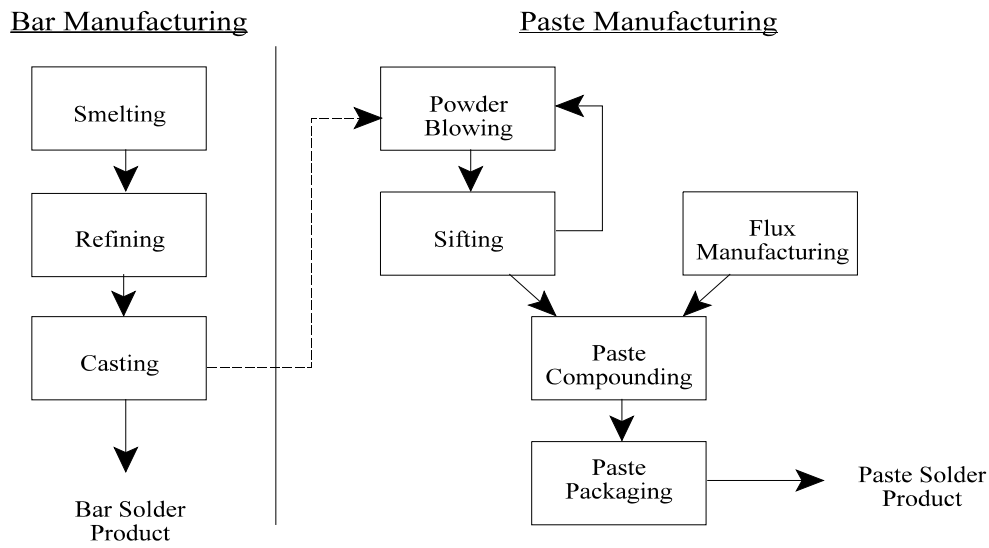 Bar Manufacturing
Smelting
Refining
Casting
Bar Solder
Product
Paste Manufacturing
Powder
Blowing
Sifting
Flux
Manufacturing
Paste
Compounding
Paste
Packaging
Paste Solder
Product